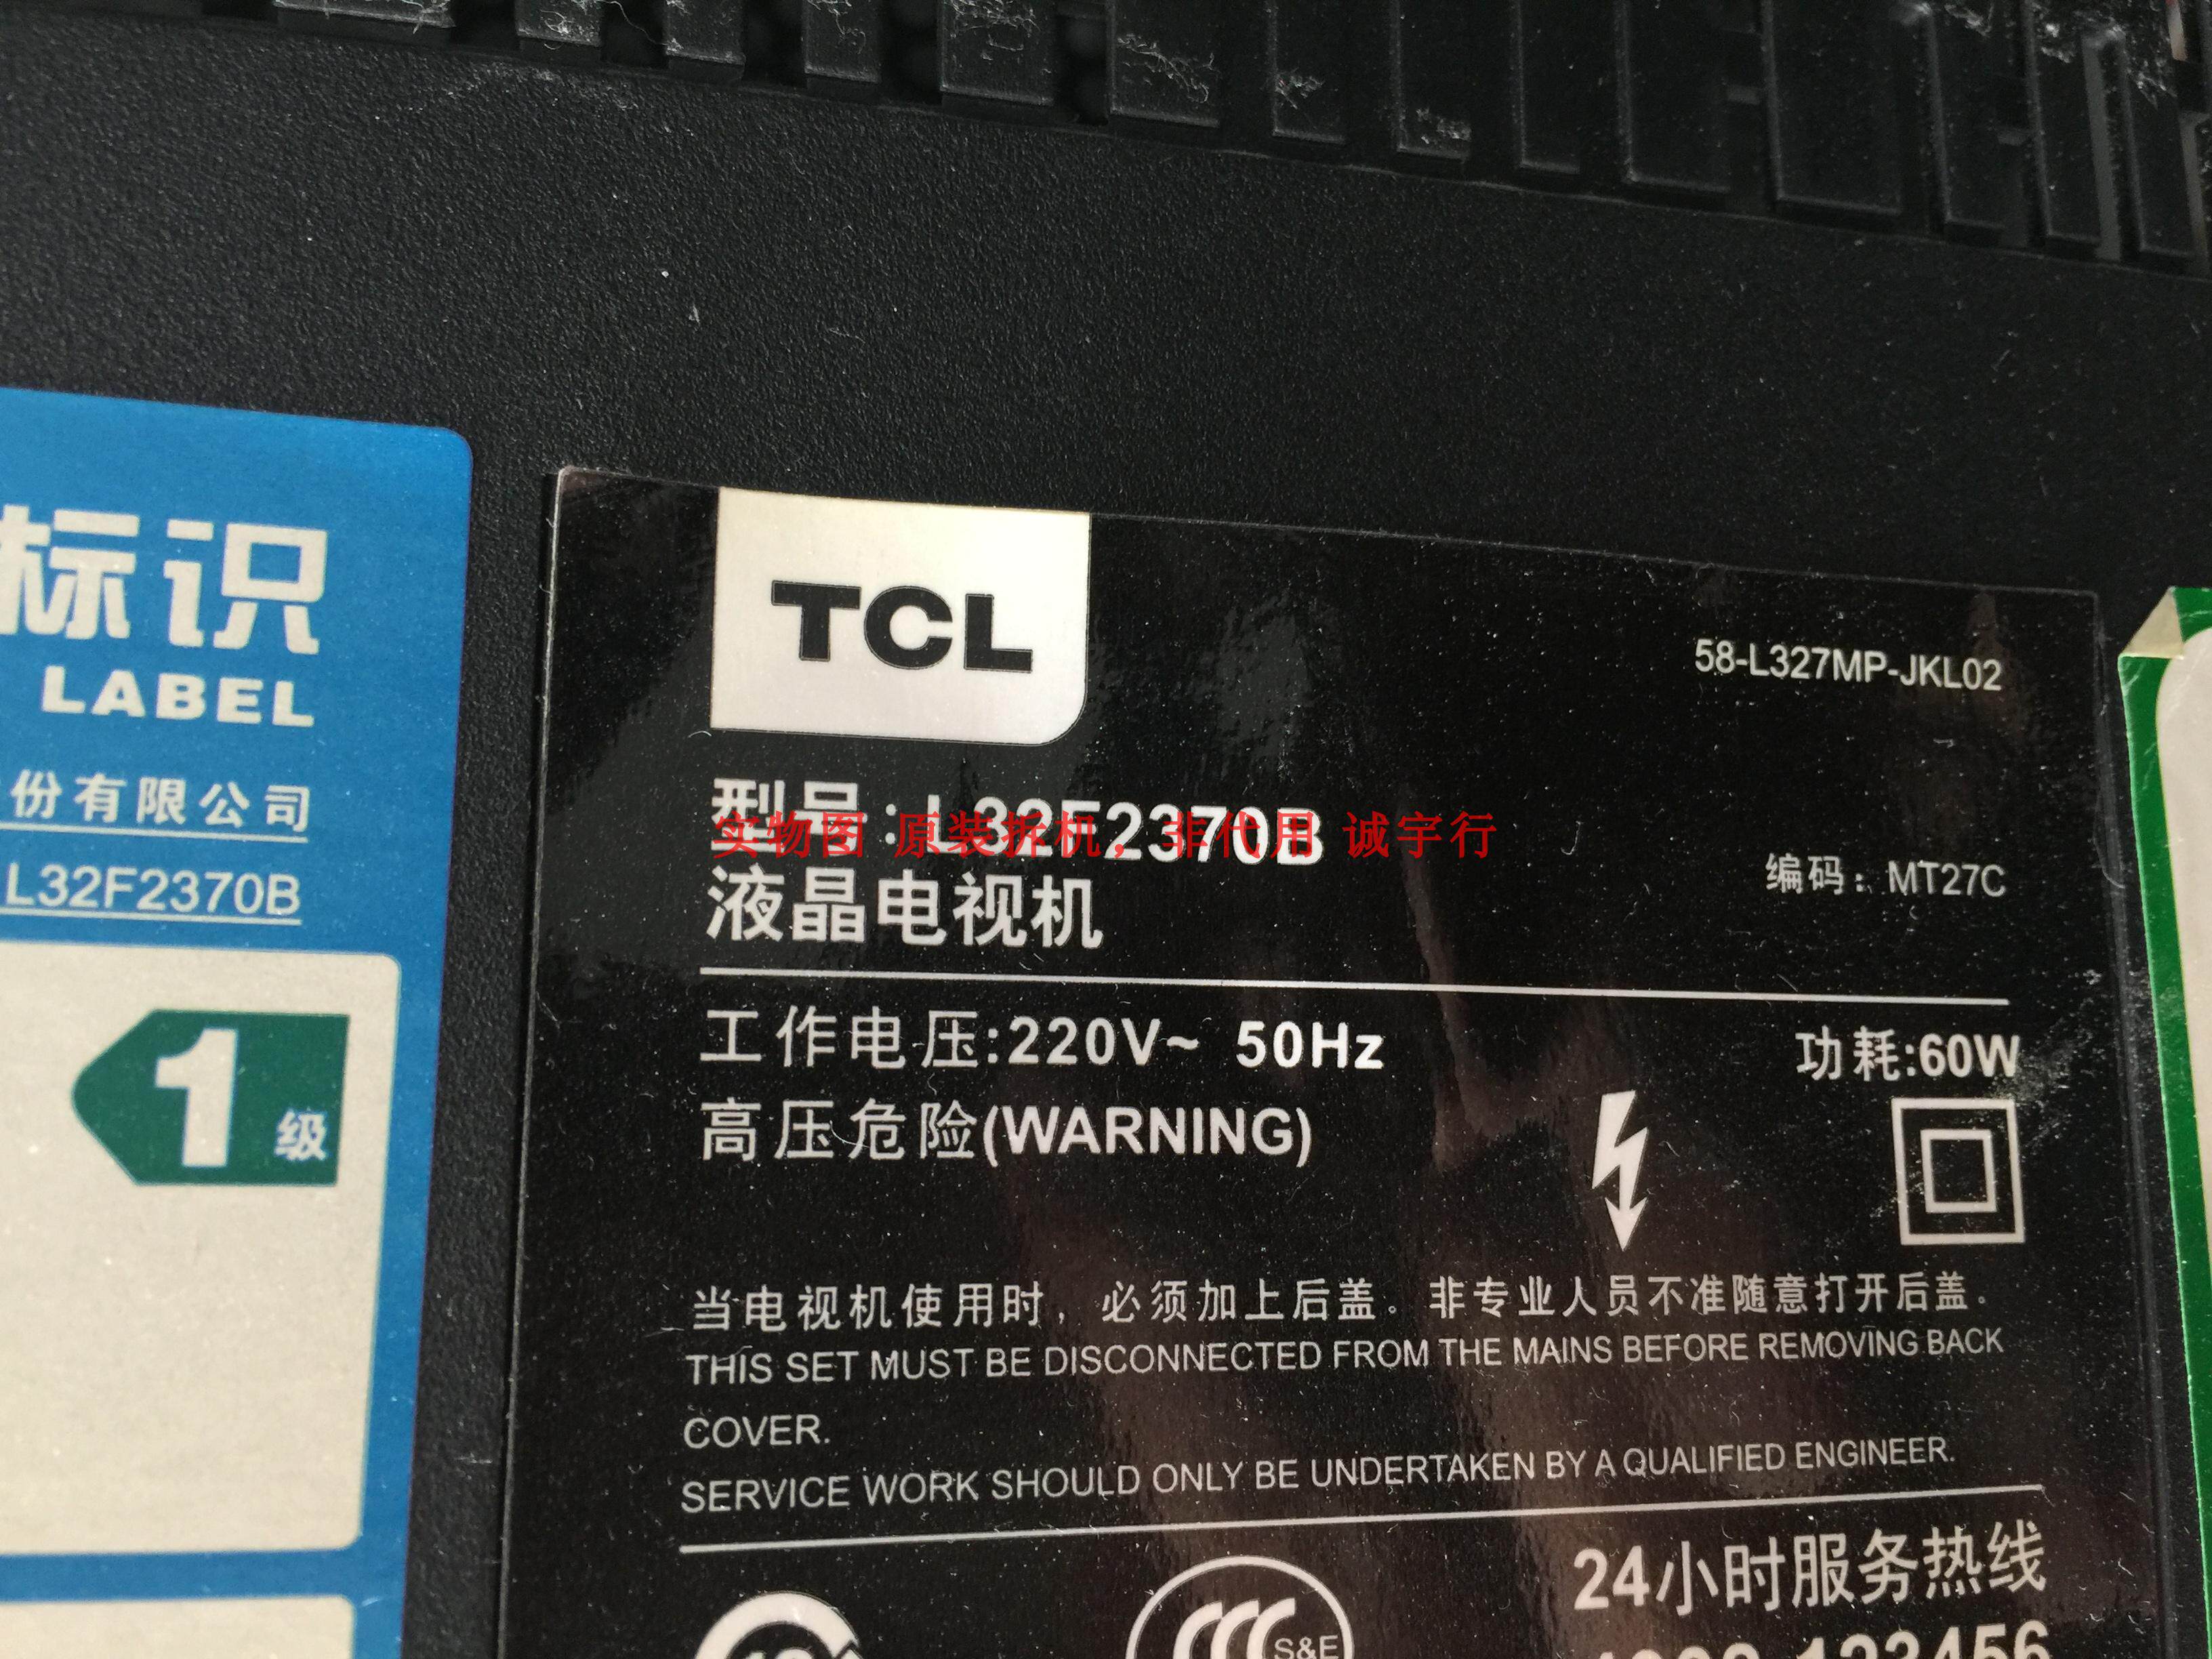 标识
LABEL
份有限公司
L32F2370B
1级
TCL
58-L327MP-JKL02
型号:L32F2370B
实物图 原装拆机，非代用 诚宇行
液晶电视机
编码：MT27C
工作电压:220V~ 50Hz
功耗:60W
高压危险(WARNING)
当电视机使用时，必须加上后盖。非专业人员不准随意打开后盖。
THIS SET MUST BE DISCONNECTED FROM THE MAINS BEFORE REMOVING BACK
COVER.
SERVICE WORK SHOULD ONLY BE UNDERTAKEN BY A QUALIFIED ENGINEER.
24小时服务热线
S&E
123456